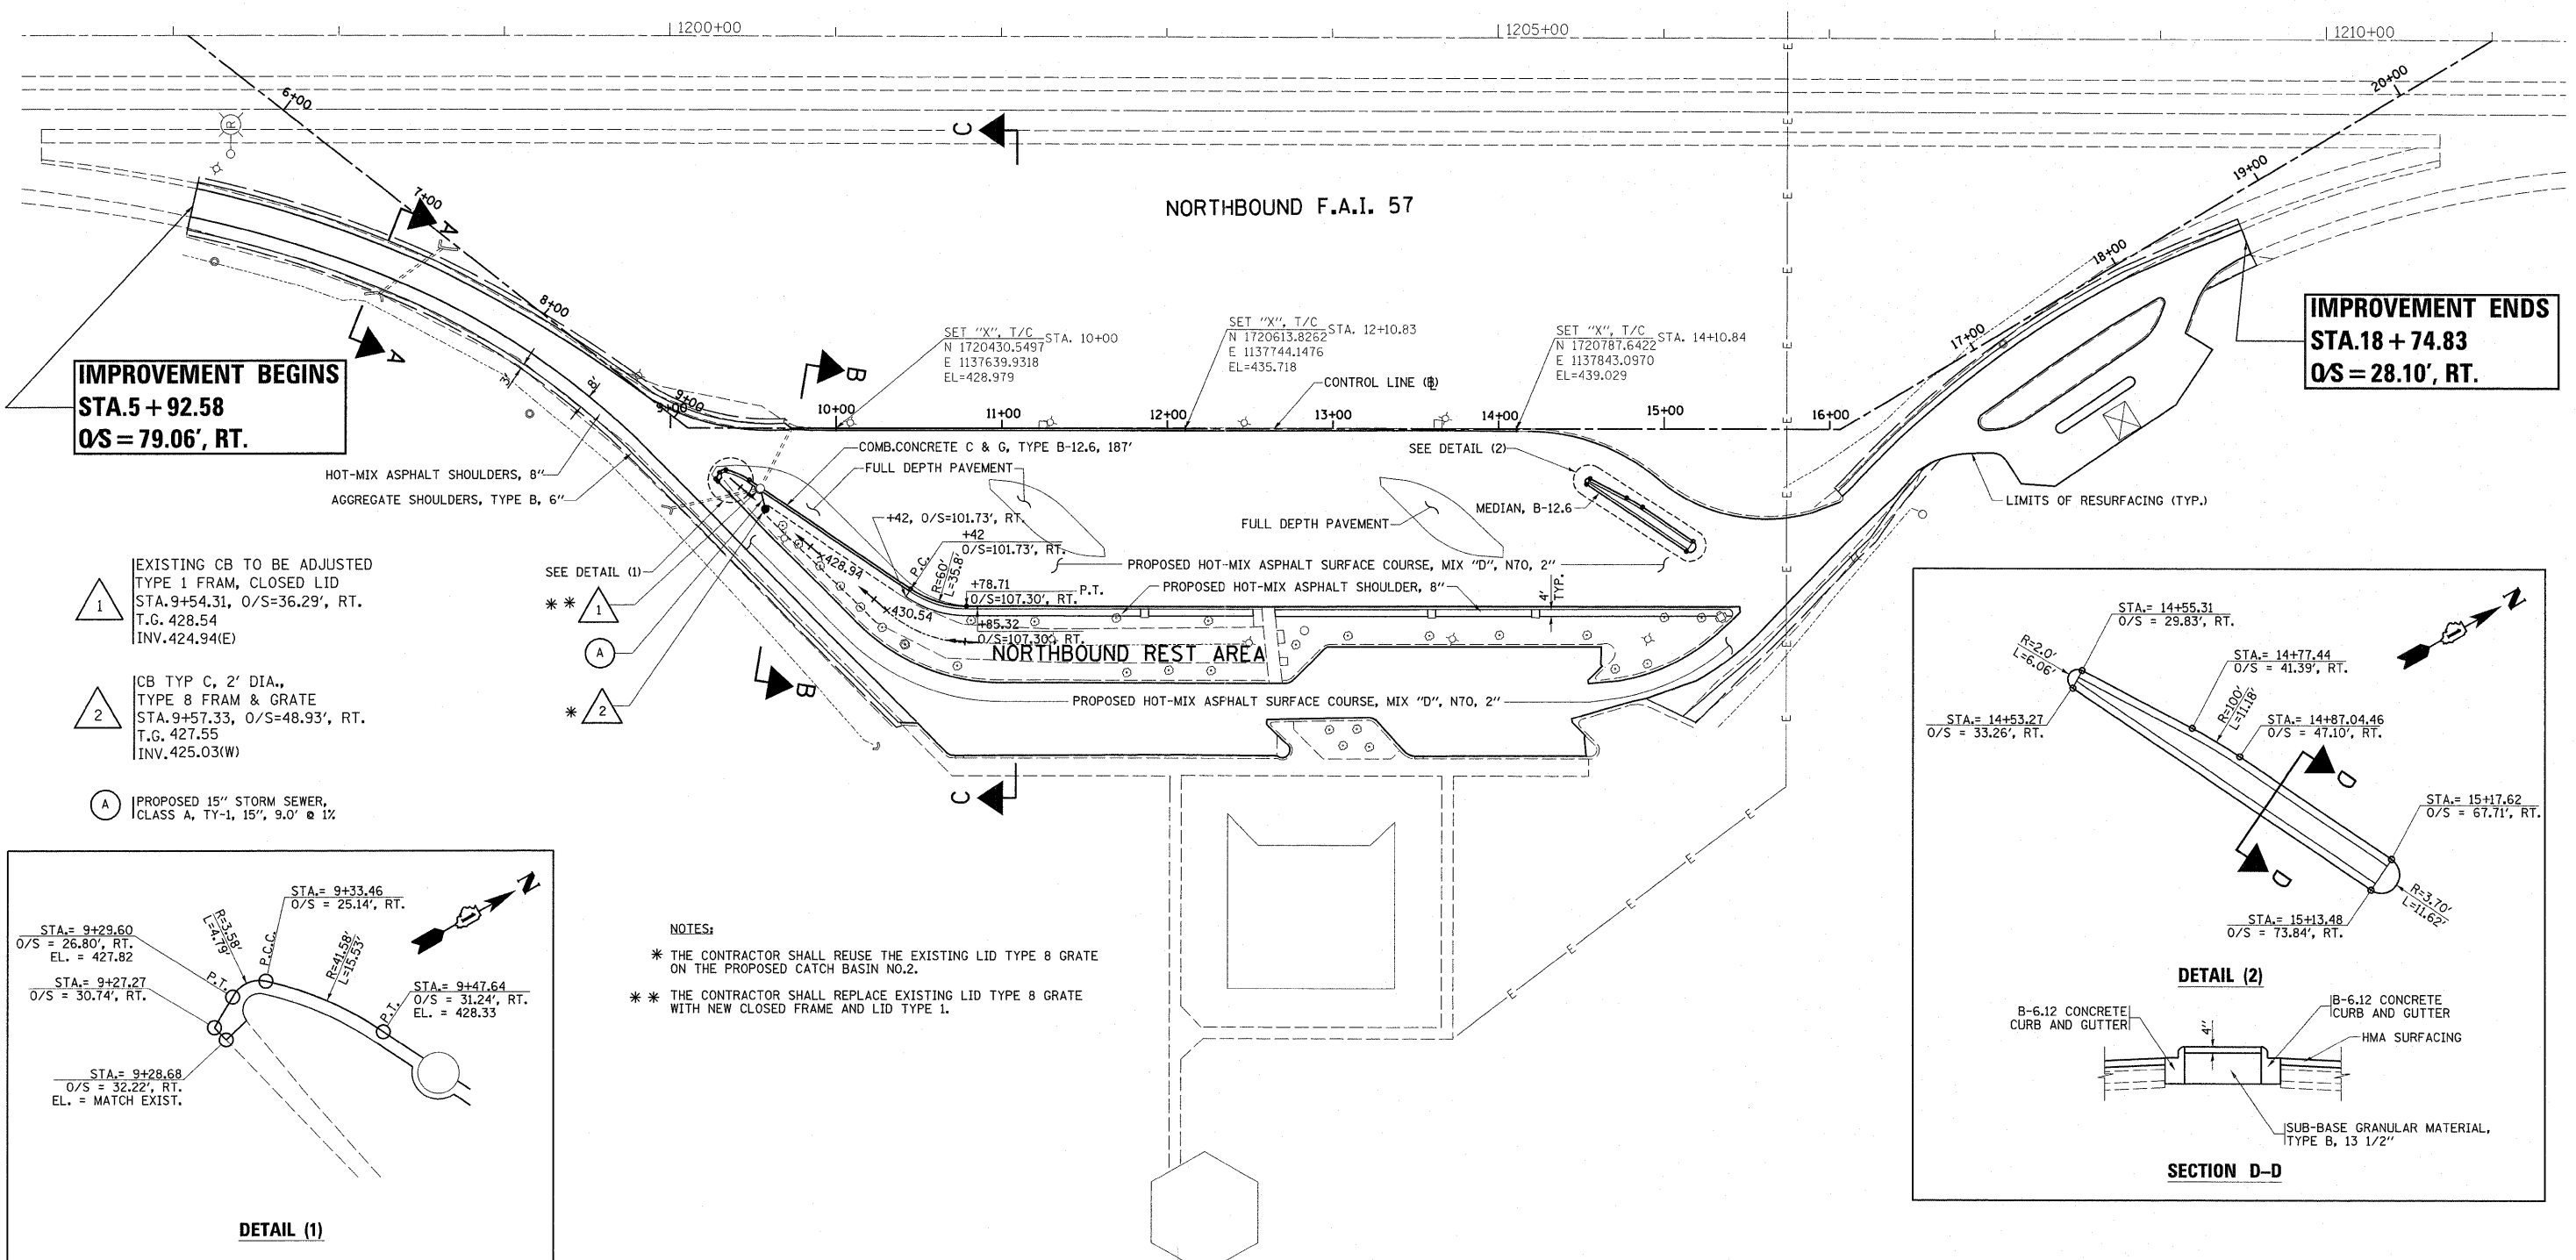 1200+00
1205+00
1210+00
6+00
7+00
8+00
9+00
9+00
10+00
11+00
12+00
13+00
14+00
15+00
16+00
17+00
18+00
19+00
20+00
R
C
NORTHBOUND F.A.I. 57
A
A
B
B
C
IMPROVEMENT BEGINS
STA.5+92.58
O/S=79.06', RT.
IMPROVEMENT ENDS
STA.18+74.83
O/S=28.10', RT.
SET "X", T/C STA. 10+00
N 1720430.5497
E 1137639.9318
EL=428.979
SET "X", T/C STA. 12+10.83
N 1720613.8262
E 1137744.1476
EL=435.718
SET "X", T/C STA. 14+10.84
N 1720787.6422
E 1137843.0970
EL=439.029
CONTROL LINE
3'
8'
HOT-MIX ASPHALT SHOULDERS, 8"
AGGREGATE SHOULDERS, TYPE B, 6"
COMB.CONCRETE C & G, TYPE B-12.6, 187'
FULL DEPTH PAVEMENT
SEE DETAIL (2)
MEDIAN, B-12.6
FULL DEPTH PAVEMENT
LIMITS OF RESURFACING (TYP.)
+42, O/S=101.73', RT.
+42
O/S=101.73', RT.
P.C.
R=60'
L=35.8'
+78.71 P.T.
O/S=107.30', RT.
+85.32
O/S=107.30', RT.
×428.94
×430.54
PROPOSED HOT-MIX ASPHALT SURFACE COURSE, MIX "D", N70, 2"
PROPOSED HOT-MIX ASPHALT SHOULDER, 8"
4'
TYP.
NORTHBOUND REST AREA
PROPOSED HOT-MIX ASPHALT SURFACE COURSE, MIX "D", N70, 2"
SEE DETAIL (1)
* * 1
A
* 2
1
EXISTING CB TO BE ADJUSTED
TYPE 1 FRAM, CLOSED LID
STA.9+54.31, O/S=36.29', RT.
T.G. 428.54
INV.424.94(E)
2
CB TYP C, 2' DIA.,
TYPE 8 FRAM & GRATE
STA.9+57.33, O/S=48.93', RT.
T.G. 427.55
INV.425.03(W)
A
PROPOSED 15" STORM SEWER,
CLASS A, TY-1, 15", 9.0' @ 1%
E
E
E
E
E
E
E
E
E
E
E
E
E
E
STA.= 9+33.46
O/S = 25.14', RT.
STA.= 9+29.60
O/S = 26.80', RT.
EL. = 427.82
STA.= 9+27.27
O/S = 30.74', RT.
R=3.58'
L=4.79'
P.C.C.
P.T.
R=41.58'
L=15.53'
P.T.
STA.= 9+47.64
O/S = 31.24', RT.
EL. = 428.33
STA.= 9+28.68
O/S = 32.22', RT.
EL. = MATCH EXIST.
N
DETAIL (1)
NOTES:
* THE CONTRACTOR SHALL REUSE THE EXISTING LID TYPE 8 GRATE
ON THE PROPOSED CATCH BASIN NO.2.
* * THE CONTRACTOR SHALL REPLACE EXISTING LID TYPE 8 GRATE
WITH NEW CLOSED FRAME AND LID TYPE 1.
STA.= 14+55.31
O/S = 29.83', RT.
R=2.0'
L=6.06'
STA.= 14+77.44
O/S = 41.39', RT.
STA.= 14+53.27
O/S = 33.26', RT.
R=100'
L=11.18'
STA.= 14+87.04.46
O/S = 47.10', RT.
D
D
STA.= 15+17.62
O/S = 67.71', RT.
R=3.70'
L=11.62'
STA.= 15+13.48
O/S = 73.84', RT.
N
DETAIL (2)
B-6.12 CONCRETE
CURB AND GUTTER
B-6.12 CONCRETE
CURB AND GUTTER
4"
HMA SURFACING
SUB-BASE GRANULAR MATERIAL,
TYPE B, 13 1/2"
SECTION D-D